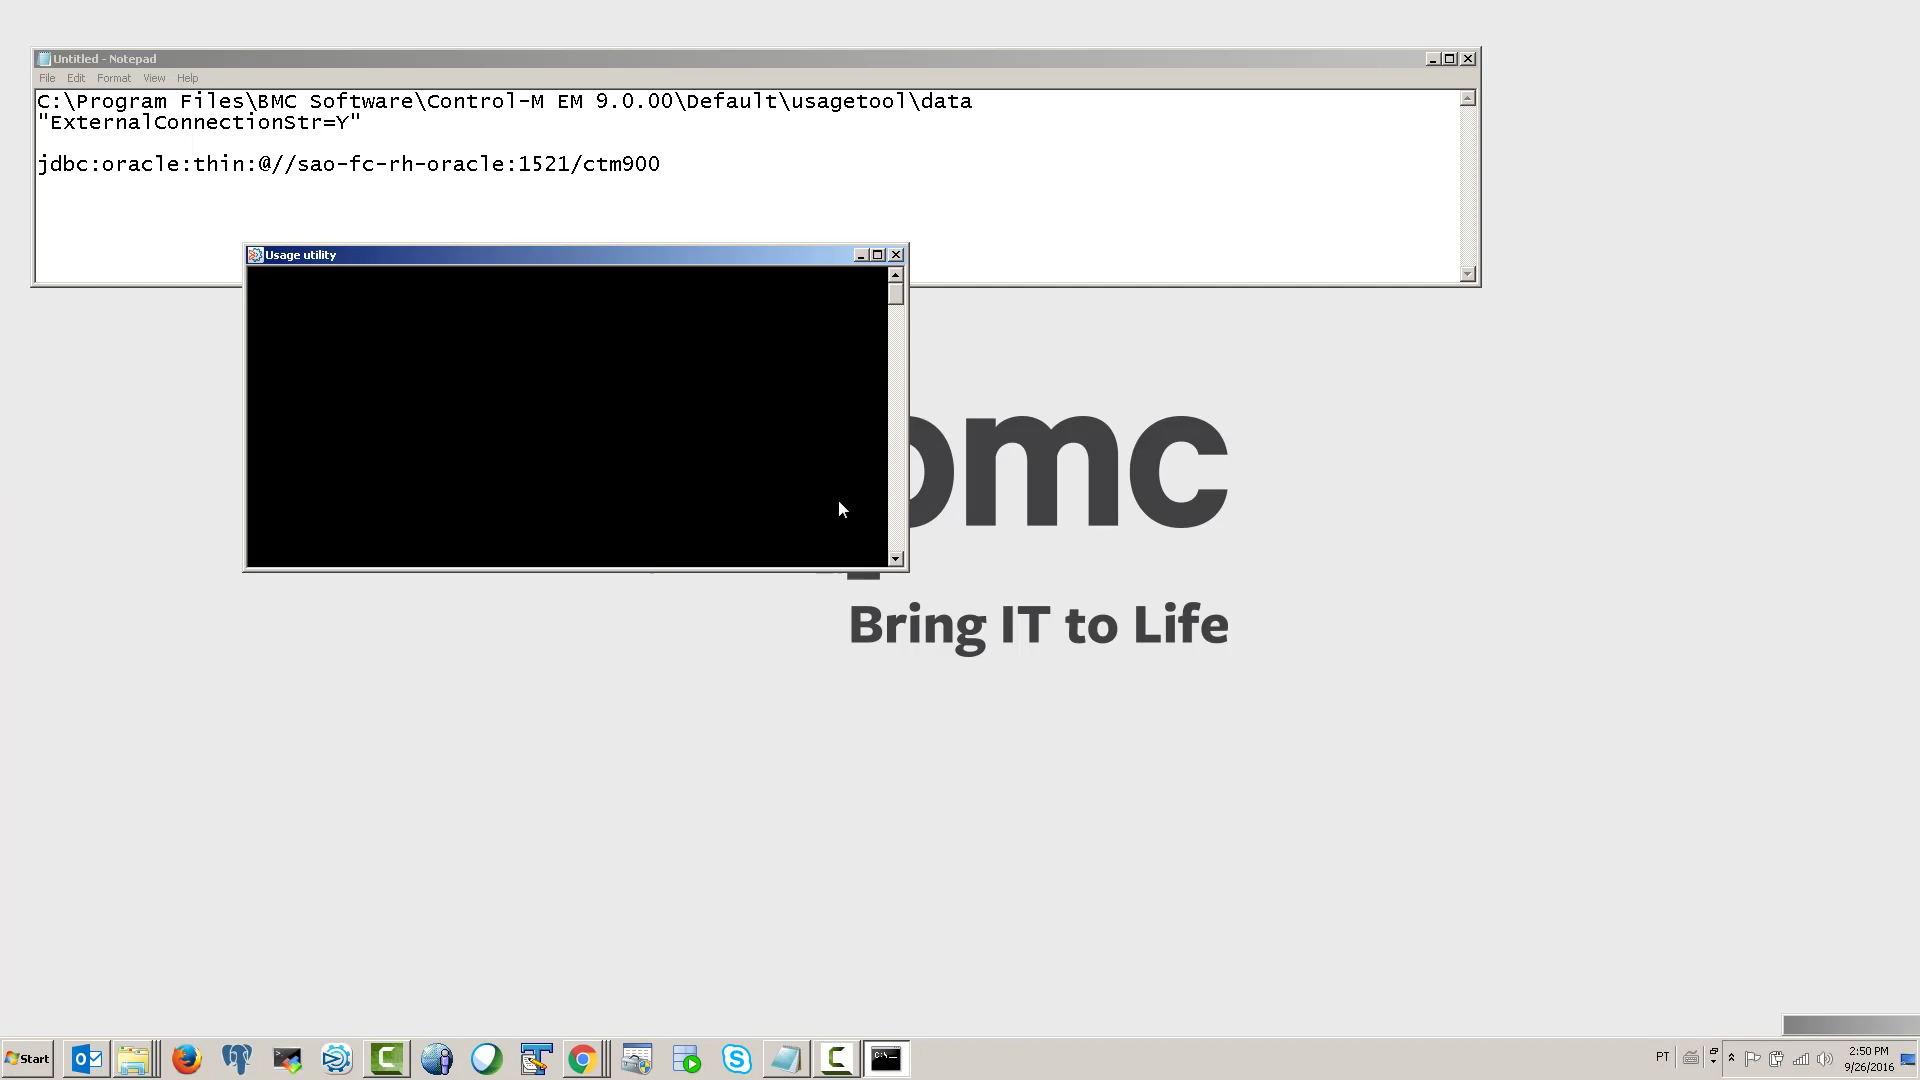 Untitled - Notepad
File Edit Format View Help
C:\Program Files\BMC Software\Control-M EM 9.0.00\Default\usagetool\data
"ExternalConnectionStr=Y"
jdbc:oracle:thin:@//sao-fc-rh-oracle:1521/ctm900
Usage utility
bmc
Bring IT to Life
Start
PT
2:50 PM
9/26/2016